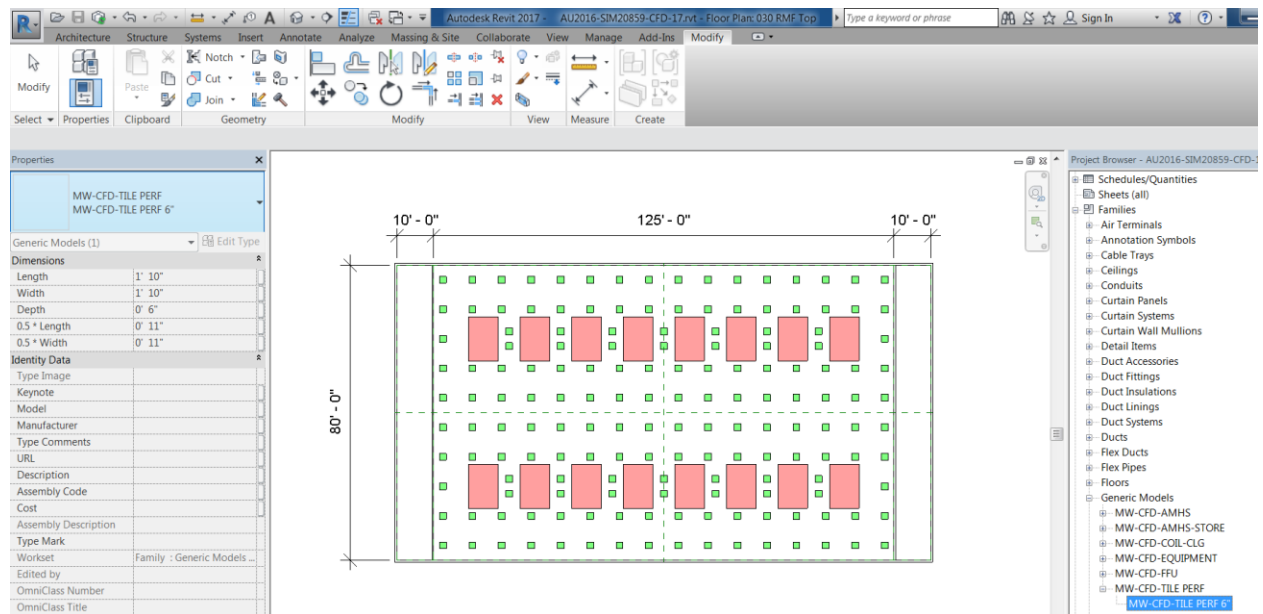 Autodesk Revit 2017 - AU2016-SIM20859-CFD-17.rvt - Floor Plan: 030 RMF Top
Type a keyword or phrase
Sign In
Architecture Structure Systems Insert Annotate Analyze Massing & Site Collaborate View Manage Add-Ins Modify
Modify
Paste
Notch
Cut
Join
Select Properties Clipboard Geometry Modify View Measure Create
Properties
MW-CFD-TILE PERF
MW-CFD-TILE PERF 6"
Generic Models (1) Edit Type
Dimensions
Length 1' 10"
Width 1' 10"
Depth 0' 6"
0.5 * Length 0' 11"
0.5 * Width 0' 11"
Identity Data
Type Image
Keynote
Model
Manufacturer
Type Comments
URL
Description
Assembly Code
Cost
Assembly Description
Type Mark
Workset Family : Generic Models ...
Edited by
OmniClass Number
OmniClass Title
10' - 0" 125' - 0" 10' - 0"
80' - 0"
Project Browser - AU2016-SIM20859-CFD-1
Schedules/Quantities
Sheets (all)
Families
Air Terminals
Annotation Symbols
Cable Trays
Ceilings
Conduits
Curtain Panels
Curtain Systems
Curtain Wall Mullions
Detail Items
Duct Accessories
Duct Fittings
Duct Insulations
Duct Linings
Duct Systems
Ducts
Flex Ducts
Flex Pipes
Floors
Generic Models
MW-CFD-AMHS
MW-CFD-AMHS-STORE
MW-CFD-COIL-CLG
MW-CFD-EQUIPMENT
MW-CFD-FFU
MW-CFD-TILE PERF
MW-CFD-TILE PERF 6"